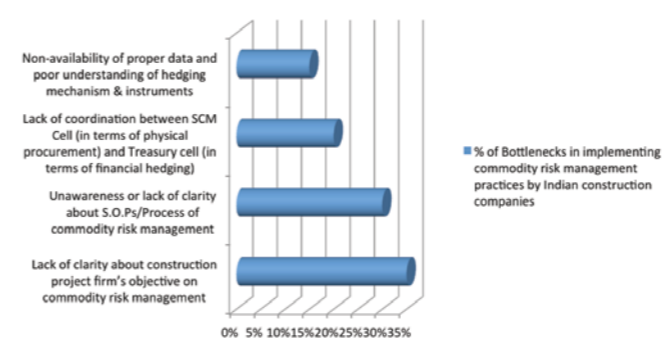 Non-availability of proper data and
poor understanding of hedging
mechanism & instruments
Lack of coordination between SCM
Cell (in terms of physical
procurement) and Treasury cell (in
terms of financial hedging)
Unawareness or lack of clarity
about S.O.Ps/Process of
commodity risk management
Lack of clarity about construction
project firm's objective on
commodity risk management
0% 5% 10%15%20%25%30%35%
% of Bottlenecks in implementing
commodity risk management
practices by Indian construction
companies